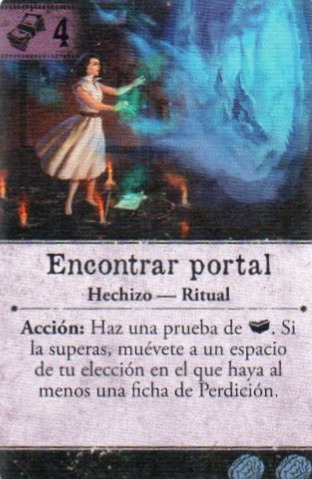 4
Encontrar portal
Hechizo — Ritual
Acción: Haz una prueba de . Si
la superas, muévete a un espacio
de tu elección en el que haya al
menos una ficha de Perdición.